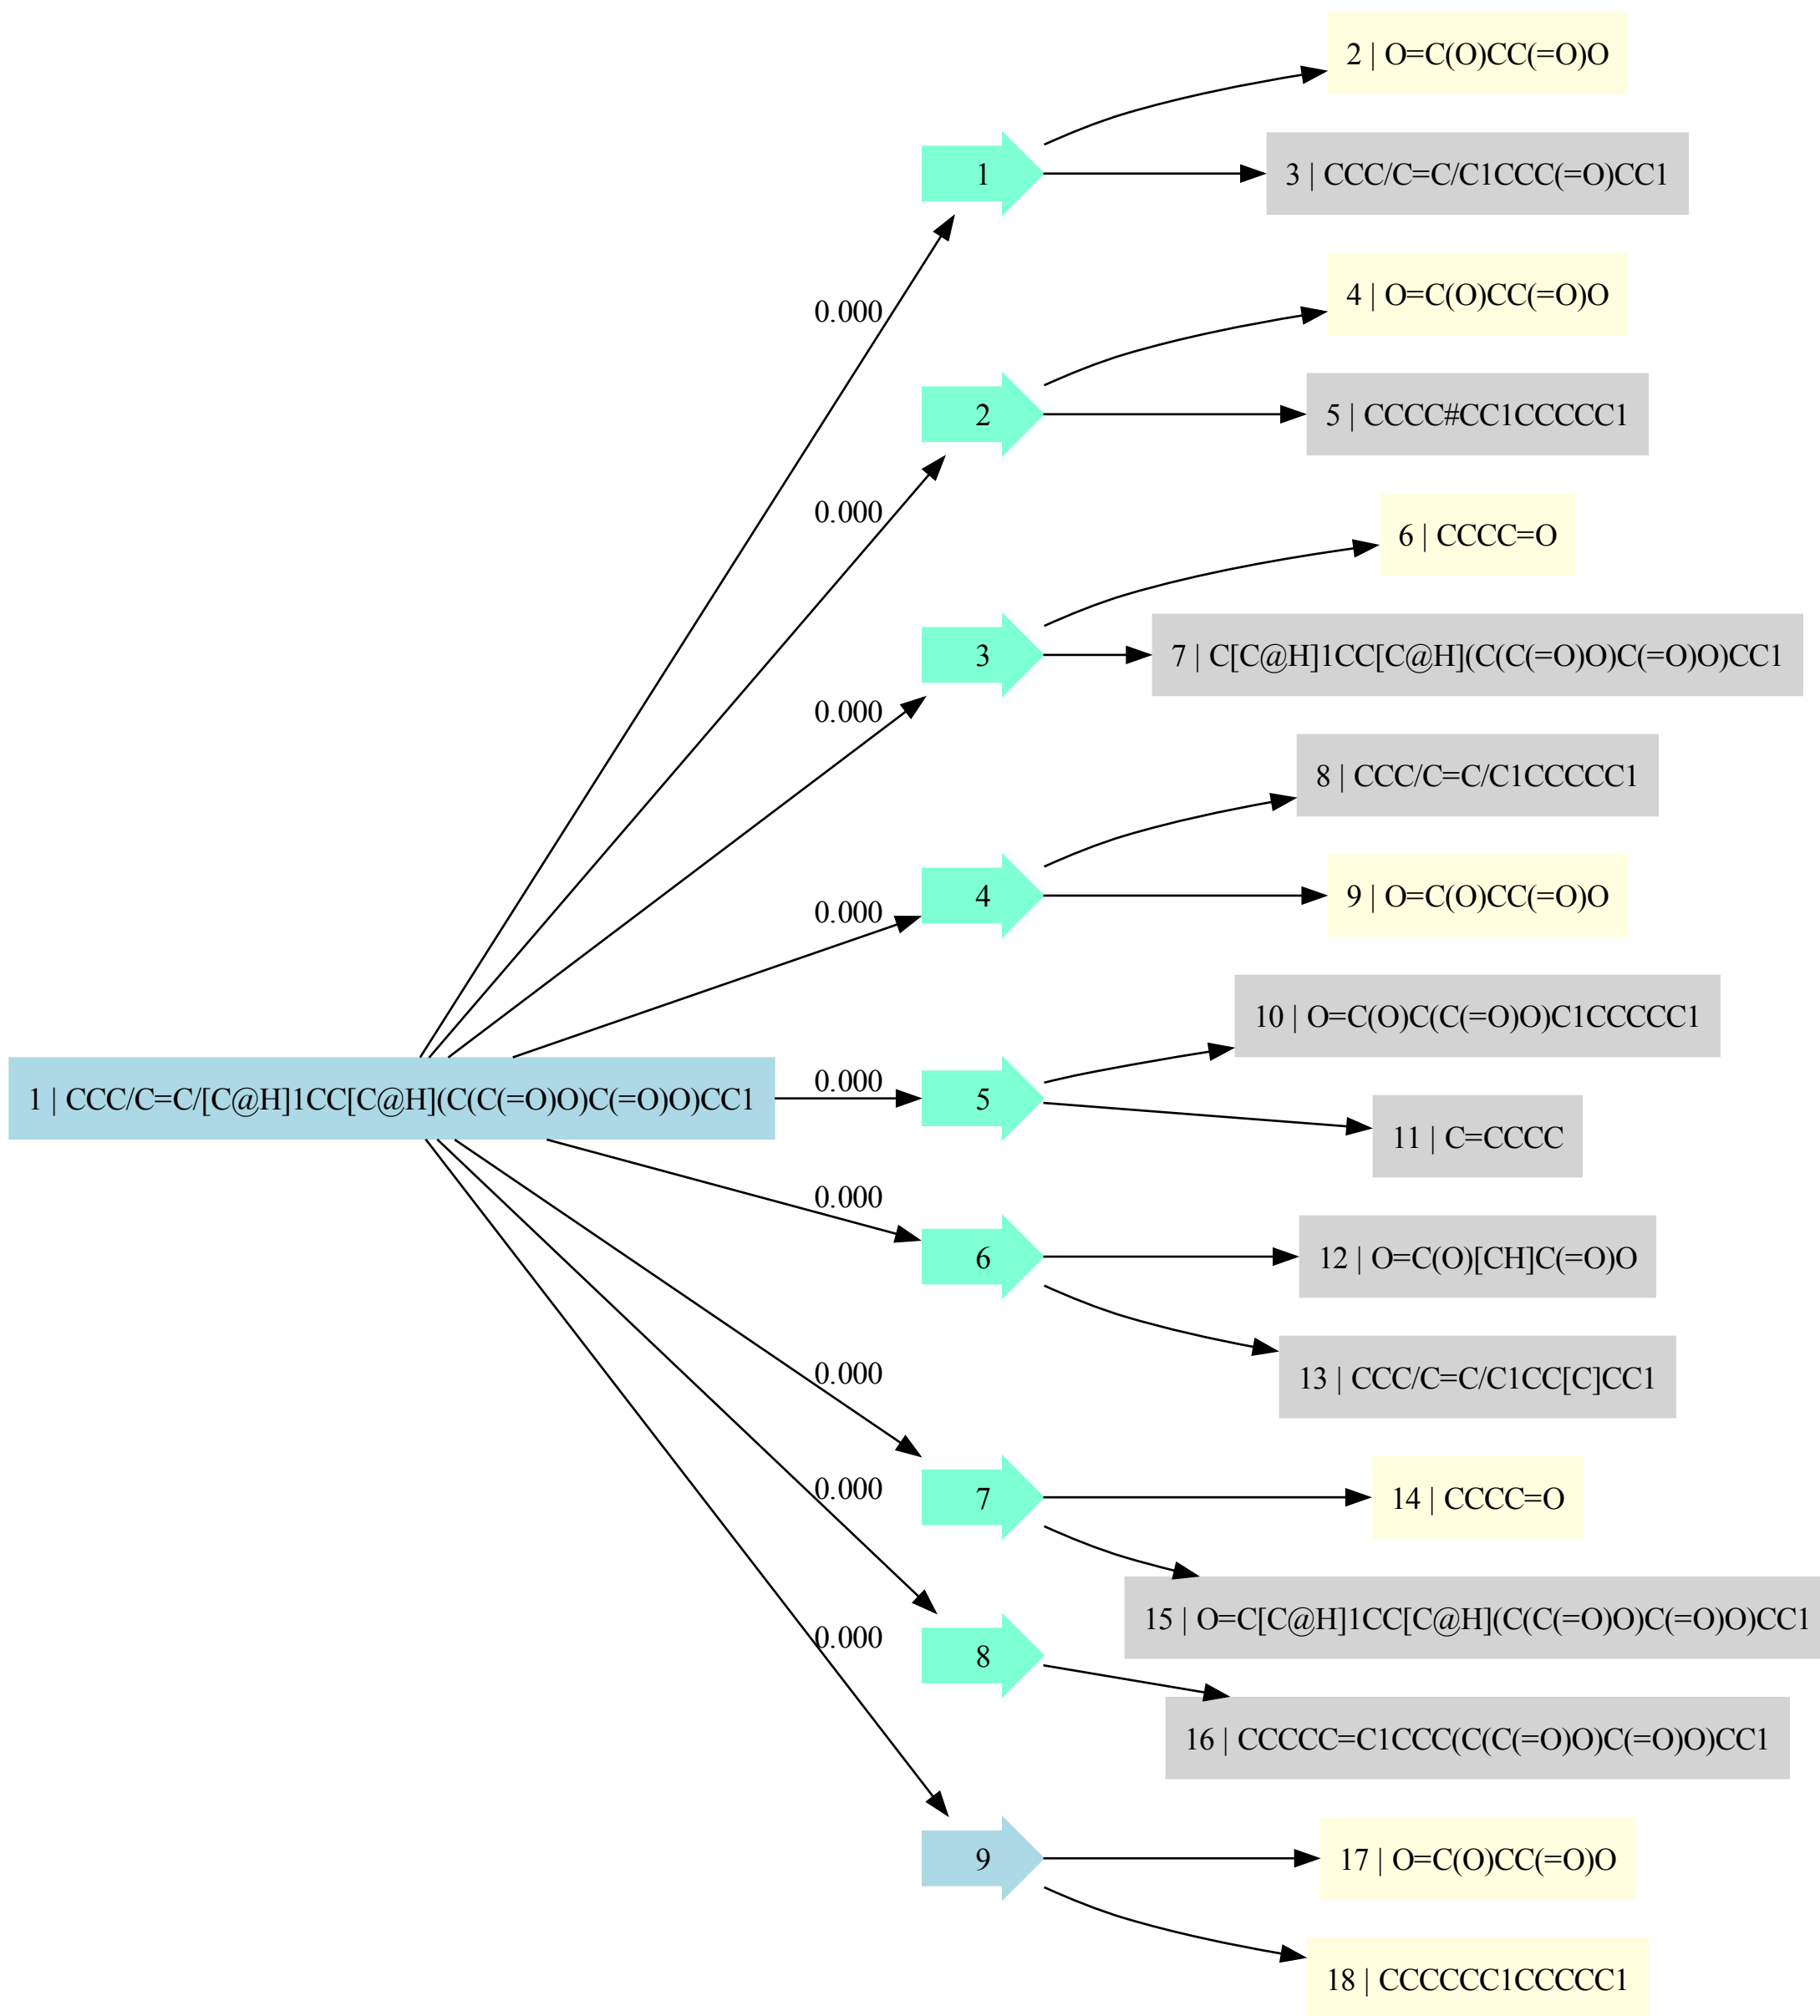 2 | O=C(O)CC(=O)O
1
3 | CCC/C=C/C1CCC(=O)CC1
0.000
4 | O=C(O)CC(=O)O
2
5 | CCCC#CC1CCCCC1
0.000
6 | CCCC=O
3
7 | C[C@H]1CC[C@H](C(C(=O)O)C(=O)O)CC1
0.000
8 | CCC/C=C/C1CCCCC1
4
9 | O=C(O)CC(=O)O
0.000
10 | O=C(O)C(C(=O)O)C1CCCCC1
1 | CCC/C=C/[C@H]1CC[C@H](C(C(=O)O)C(=O)O)CC1
0.000
5
11 | C=CCCC
0.000
6
12 | O=C(O)[CH]C(=O)O
13 | CCC/C=C/C1CC[C]CC1
0.000
7
14 | CCCC=O
0.000
15 | O=C[C@H]1CC[C@H](C(C(=O)O)C(=O)O)CC1
0.000
8
16 | CCCCC=C1CCC(C(C(=O)O)C(=O)O)CC1
9
17 | O=C(O)CC(=O)O
18 | CCCCCC1CCCCC1